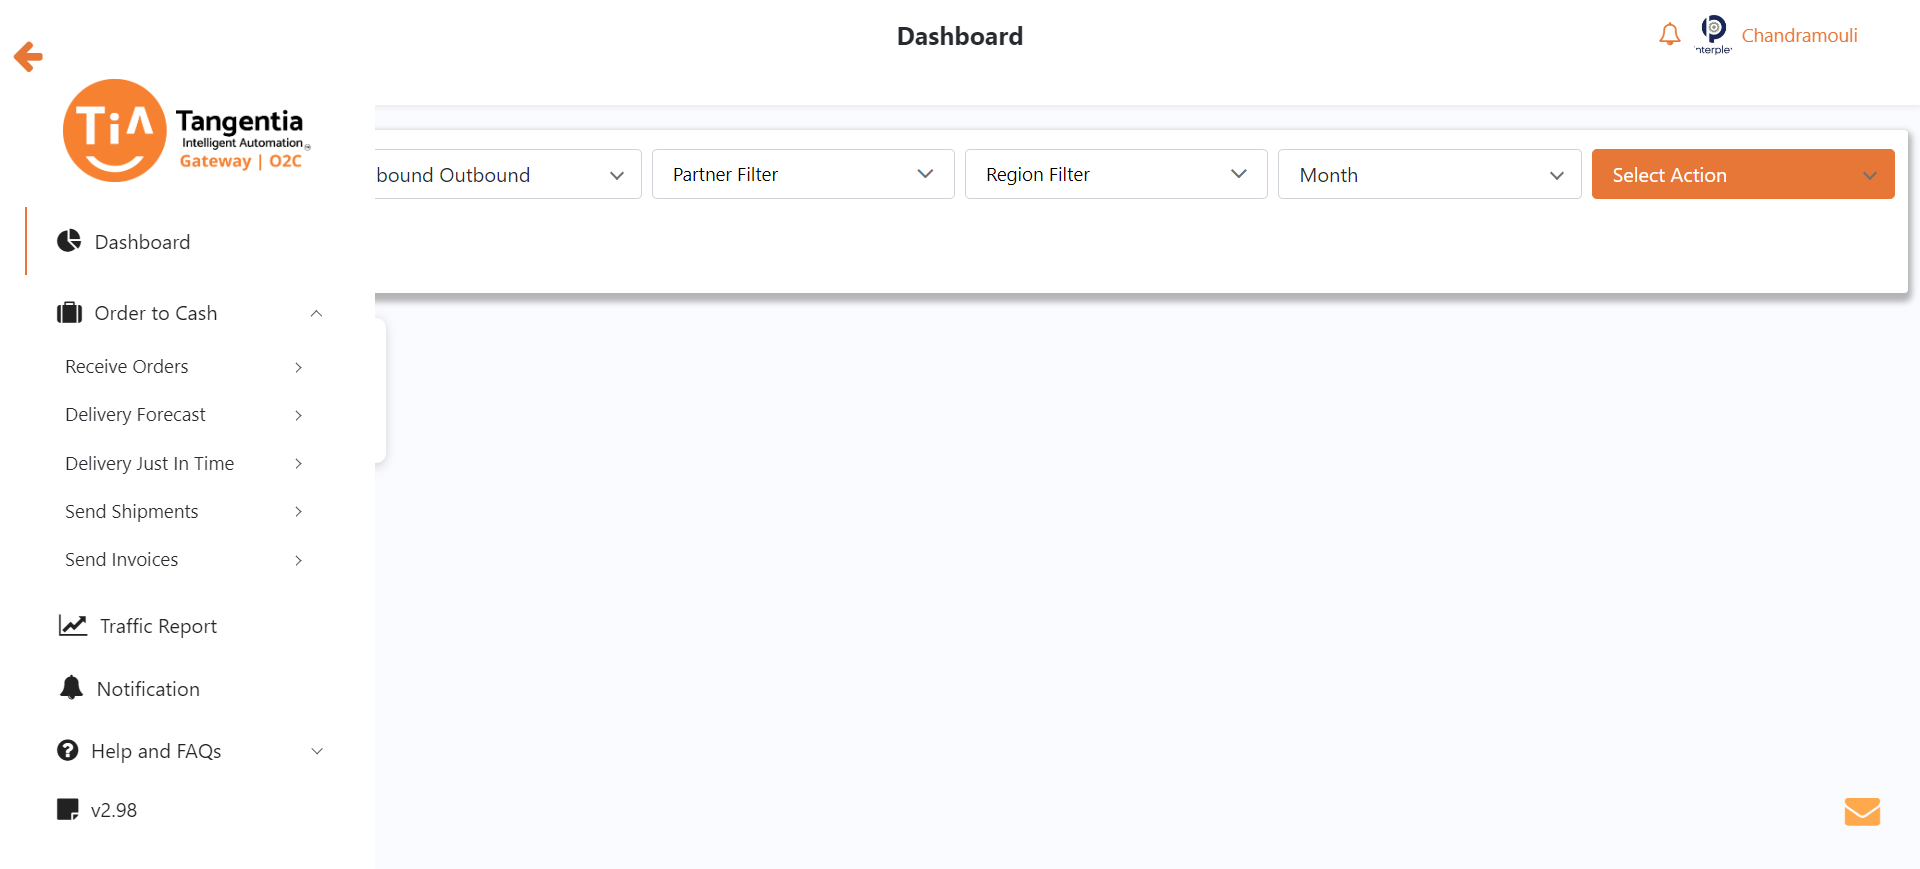 Dashboard
nterple
Chandramouli
TiA
Tangentia
Intelligent Automation
Gateway | O2C
bound Outbound
Partner Filter
Region Filter
Month
Select Action
Dashboard
Order to Cash
Receive Orders
Delivery Forecast
Delivery Just In Time
Send Shipments
Send Invoices
Traffic Report
Notification
Help and FAQs
v2.98